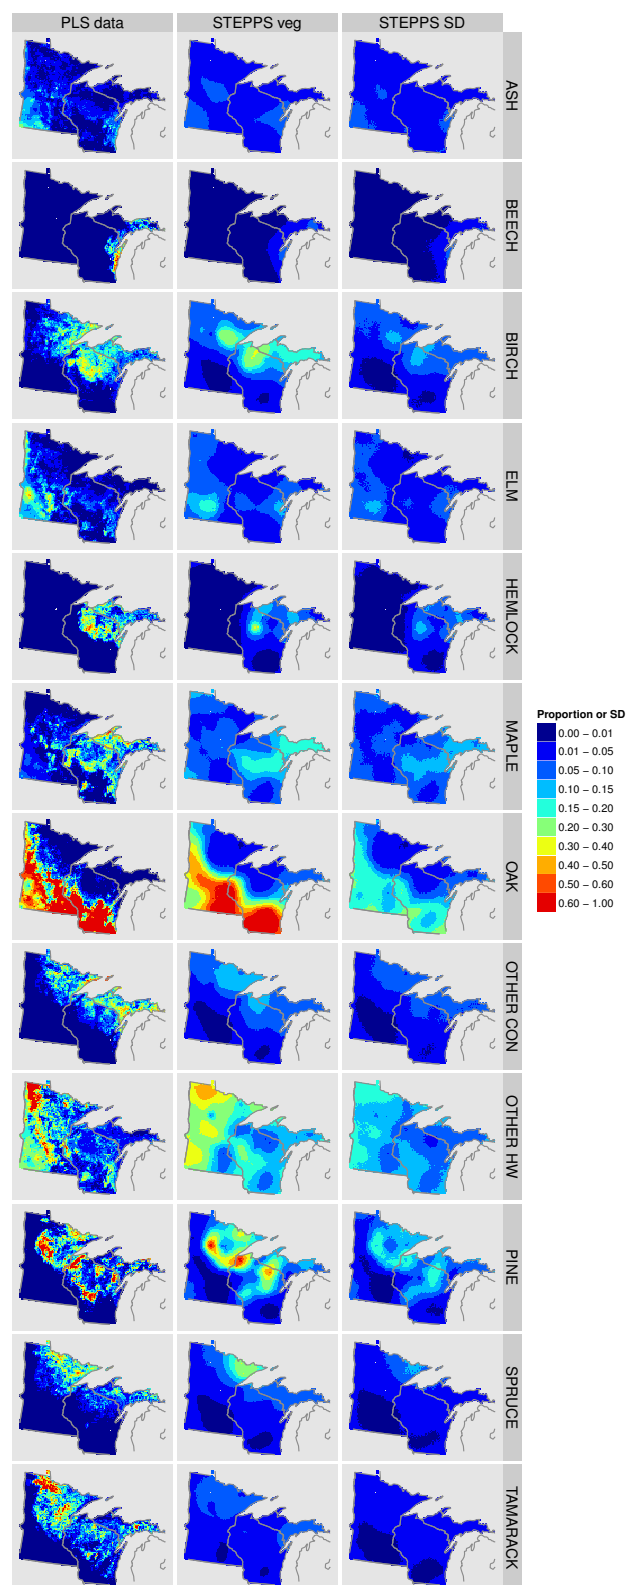 PLS data STEPPS veg STEPPS SD
ASH
BEECH
BIRCH
ELM
HEMLOCK
MAPLE
Proportion or SD
0.00 − 0.01
0.01 − 0.05
0.05 − 0.10
0.10 − 0.15
0.15 − 0.20
0.20 − 0.30
0.30 − 0.40
0.40 − 0.50
0.50 − 0.60
0.60 − 1.00
OAK
OTHER CON
OTHER HW
PINE
SPRUCE
TAMARACK